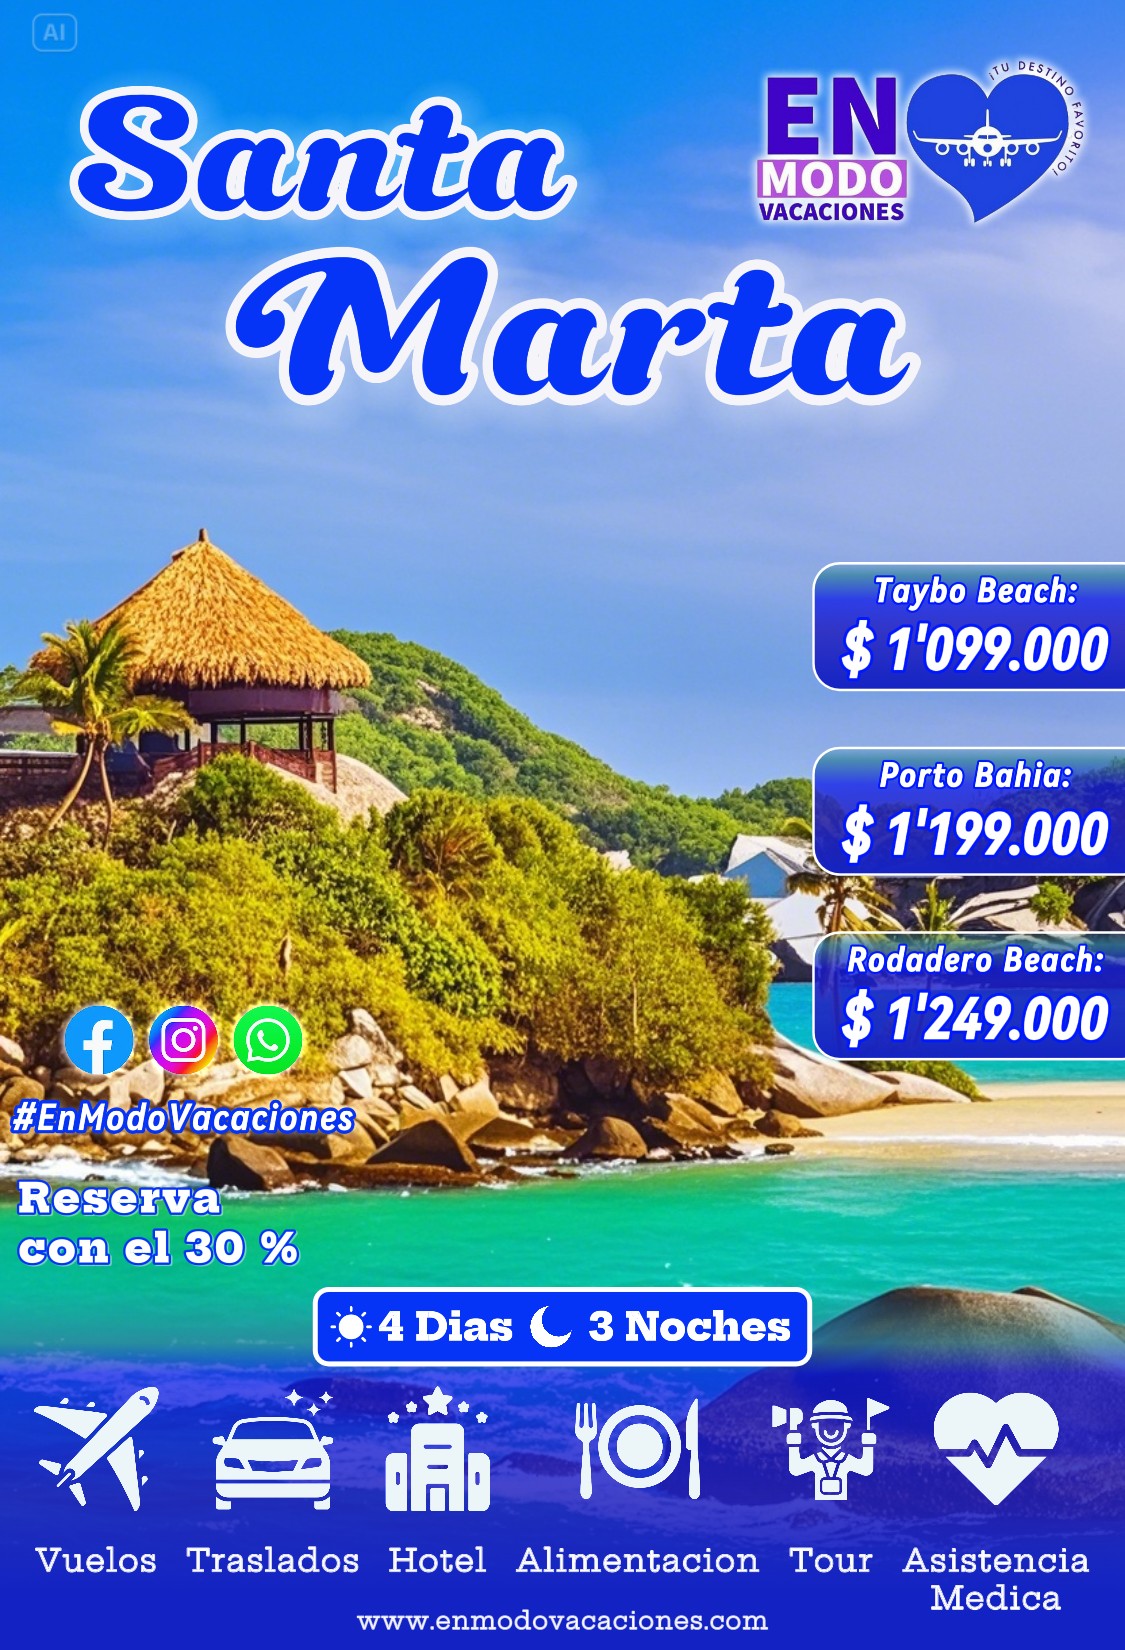 AI
Santa
Marta
EN
MODO
VACACIONES
¡TU DESTINO FAVORITO!
Taybo Beach:
$ 1'099.000
Porto Bahia:
$ 1'199.000
Rodadero Beach:
$ 1'249.000
#EnModoVacaciones
Reserva
con el 30 %
4 Dias 3 Noches
Vuelos Traslados Hotel Alimentacion Tour Asistencia
Medica
www.enmodovacaciones.com